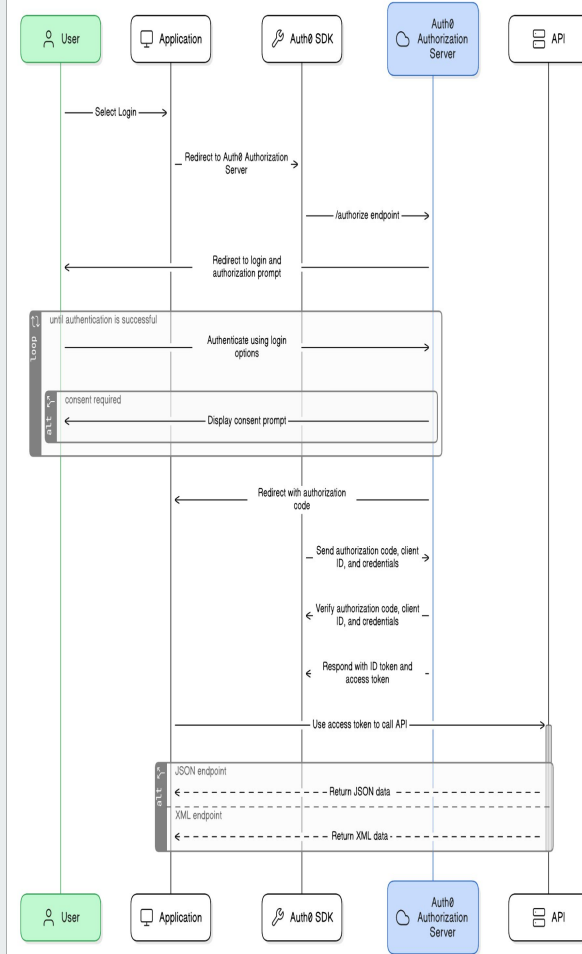 User
Application
Auth0 SDK
Auth0
Authorization
Server
API
Select Login
Redirect to Auth0 Authorization
Server
/authorize endpoint
Redirect to login and
authorization prompt
loop
until authentication is successful
Authenticate using login
options
alt
consent required
Display consent prompt
Redirect with authorization
code
Send authorization code, client
ID, and credentials
Verify authorization code, client
ID, and credentials
Respond with ID token and
access token
Use access token to call API
alt
JSON endpoint
Return JSON data
XML endpoint
Return XML data
User
Application
Auth0 SDK
Auth0
Authorization
Server
API